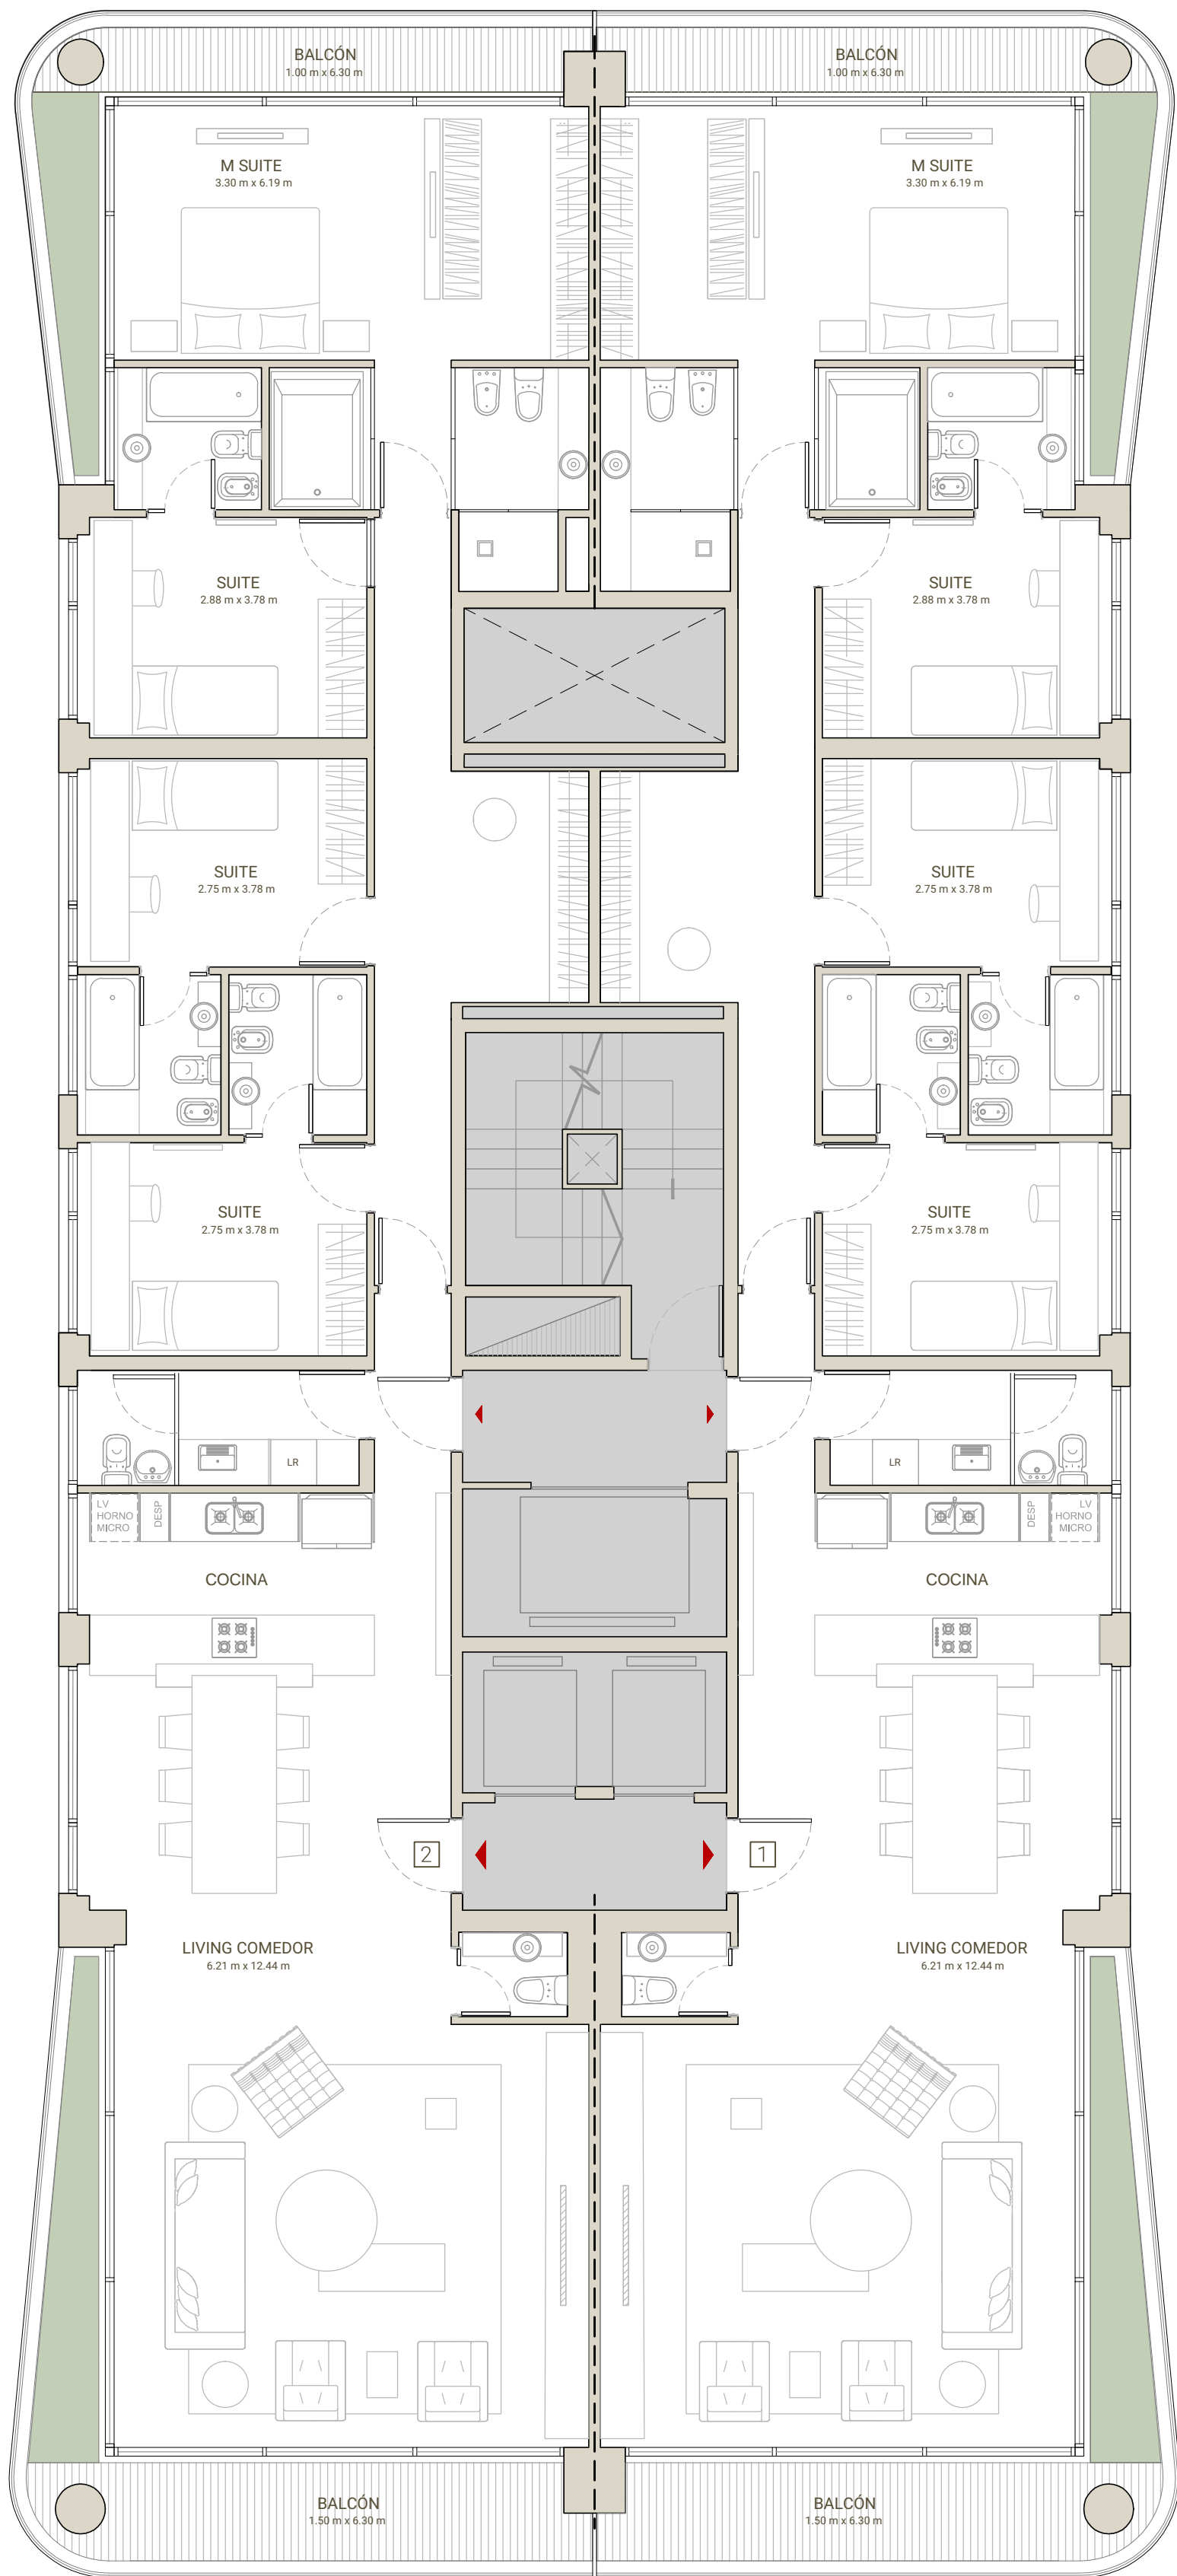 BALCÓN
1.00 m x 6.30 m
BALCÓN
1.00 m x 6.30 m
M SUITE
3.30 m x 6.19 m
M SUITE
3.30 m x 6.19 m
SUITE
2.88 m x 3.78 m
SUITE
2.88 m x 3.78 m
SUITE
2.75 m x 3.78 m
SUITE
2.75 m x 3.78 m
SUITE
2.75 m x 3.78 m
SUITE
2.75 m x 3.78 m
LR
LR
LV
HORNO
MICRO
DESP
DESP
LV
HORNO
MICRO
COCINA
COCINA
2
1
LIVING COMEDOR
6.21 m x 12.44 m
LIVING COMEDOR
6.21 m x 12.44 m
BALCÓN
1.50 m x 6.30 m
BALCÓN
1.50 m x 6.30 m